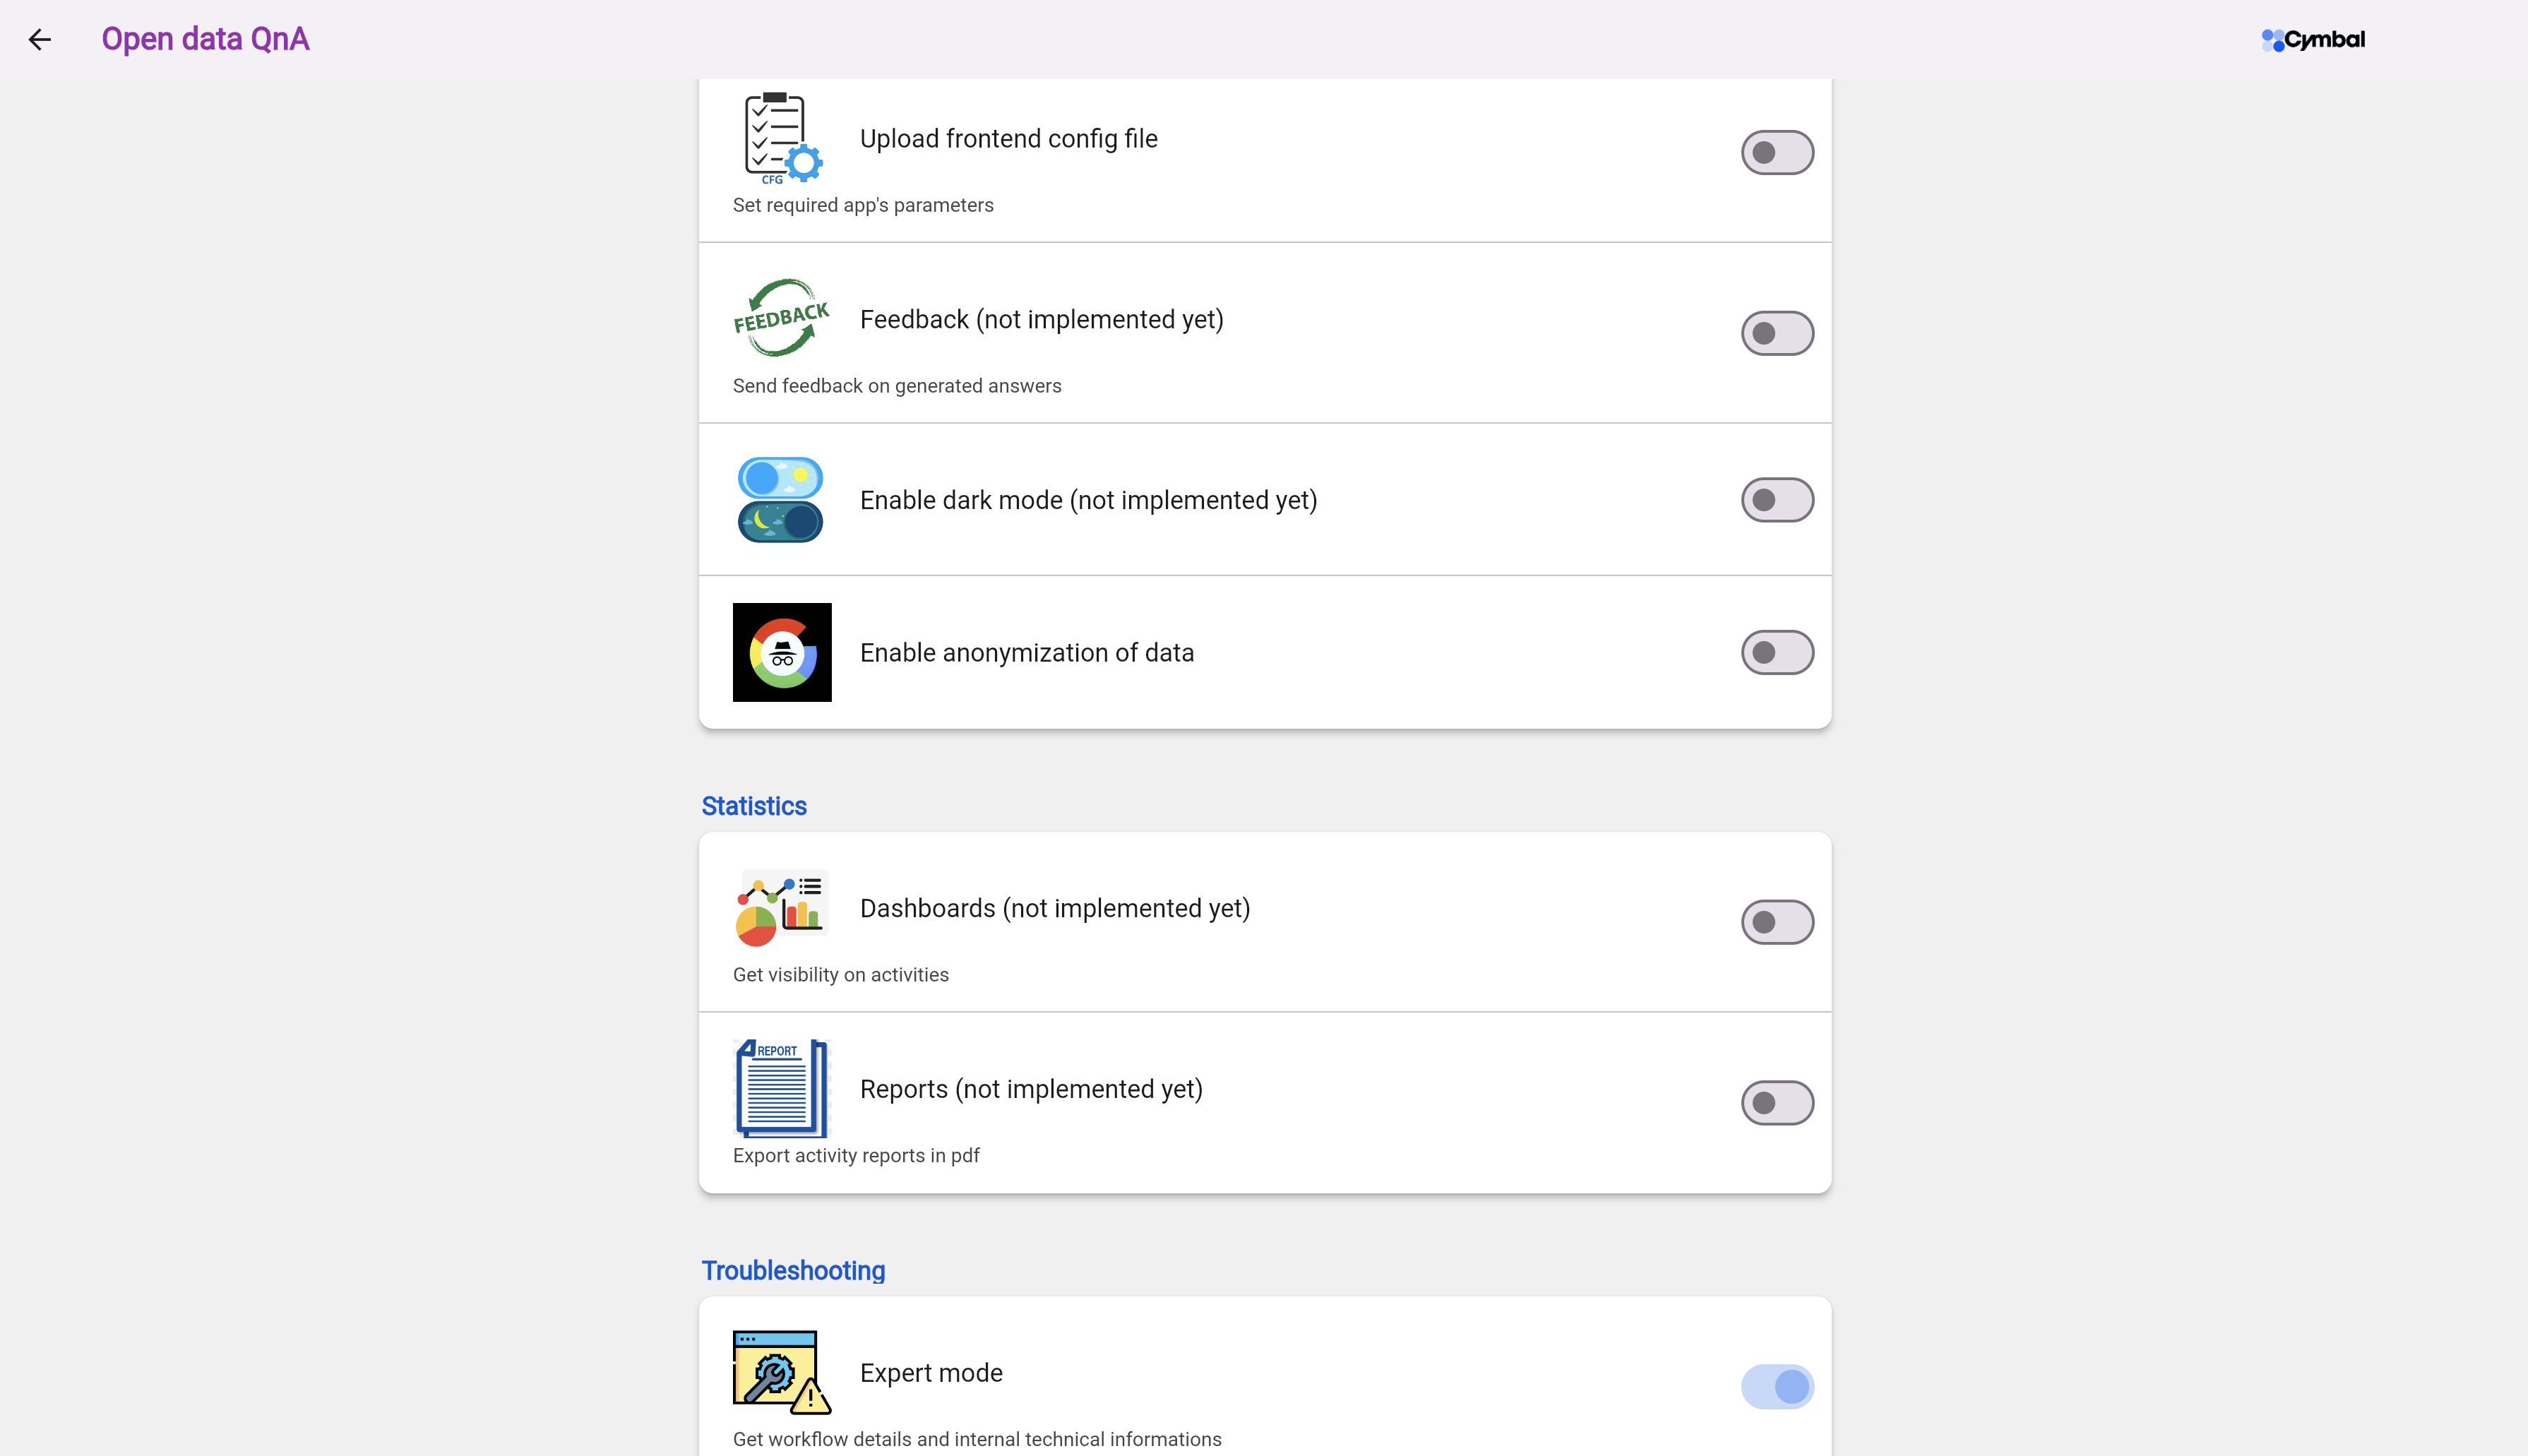 Open data QnA
Cymbal
CFG
Upload frontend config file
Set required app's parameters
FEEDBACK
Feedback (not implemented yet)
Send feedback on generated answers
Enable dark mode (not implemented yet)
Enable anonymization of data
Statistics
Dashboards (not implemented yet)
Get visibility on activities
REPORT
Reports (not implemented yet)
Export activity reports in pdf
Troubleshooting
Expert mode
Get workflow details and internal technical informations